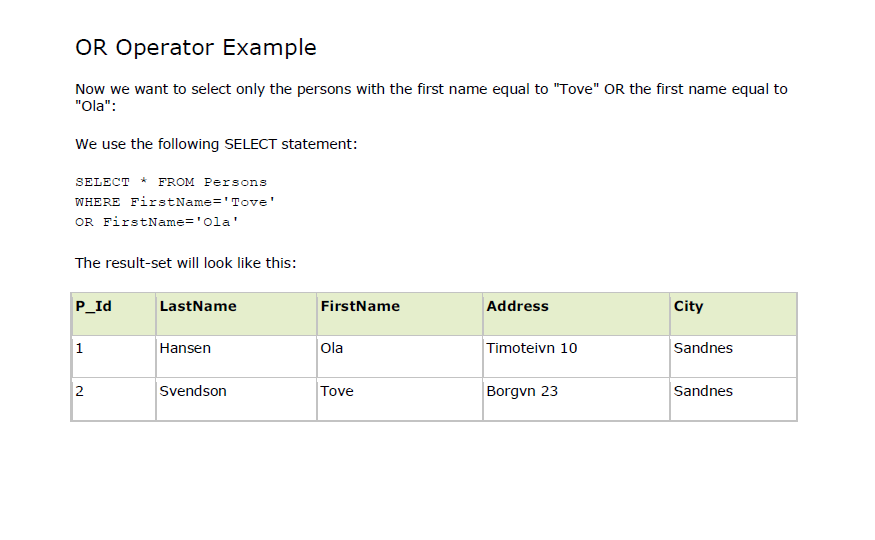 OR Operator Example
Now we want to select only the persons with the first name equal to "Tove" OR the first name equal to
"Ola":
We use the following SELECT statement:
SELECT * FROM Persons
WHERE FirstName='Tove'
OR FirstName='Ola'
The result-set will look like this:
P_Id LastName FirstName Address City
1 Hansen Ola Timoteivn 10 Sandnes
2 Svendson Tove Borgvn 23 Sandnes